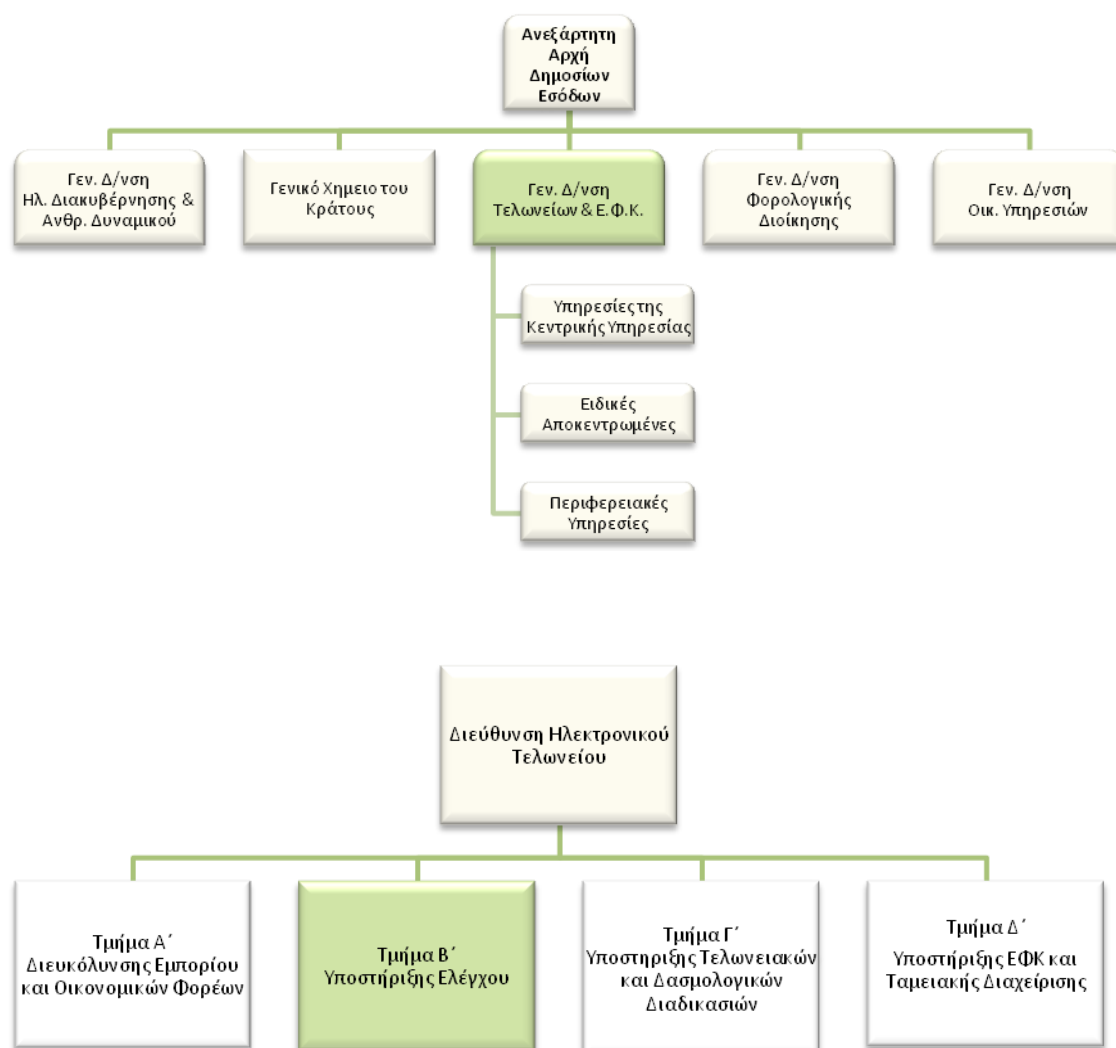 Ανεξάρτητη
Αρχή
Δημοσίων
Εσόδων
Γεν. Δ/νση
Ηλ. Διακυβέρνησης &
Ανθρ. Δυναμικού
Γενικό Χημειο του
Κράτους
Γεν. Δ/νση
Τελωνείων & Ε.Φ.Κ.
Γεν. Δ/νση
Φορολογικής
Διοίκησης
Γεν. Δ/νση
Οικ. Υπηρεσιών
Υπηρεσίες της
Κεντρικής Υπηρεσίας
Ειδικές
Αποκεντρωμένες
Περιφερειακές
Υπηρεσίες
Διεύθυνση Ηλεκτρονικού
Τελωνείου
Τμήμα Α΄
Διευκόλυνσης Εμπορίου
και Οικονομικών Φορέων
Τμήμα Β΄
Υποστήριξης Ελέγχου
Τμήμα Γ΄
Υποστηριξης Τελωνειακών
και Δασμολογικών
Διαδικασιών
Τμήμα Δ΄
Υποστήριξης ΕΦΚ και
Ταμειακής Διαχείρισης